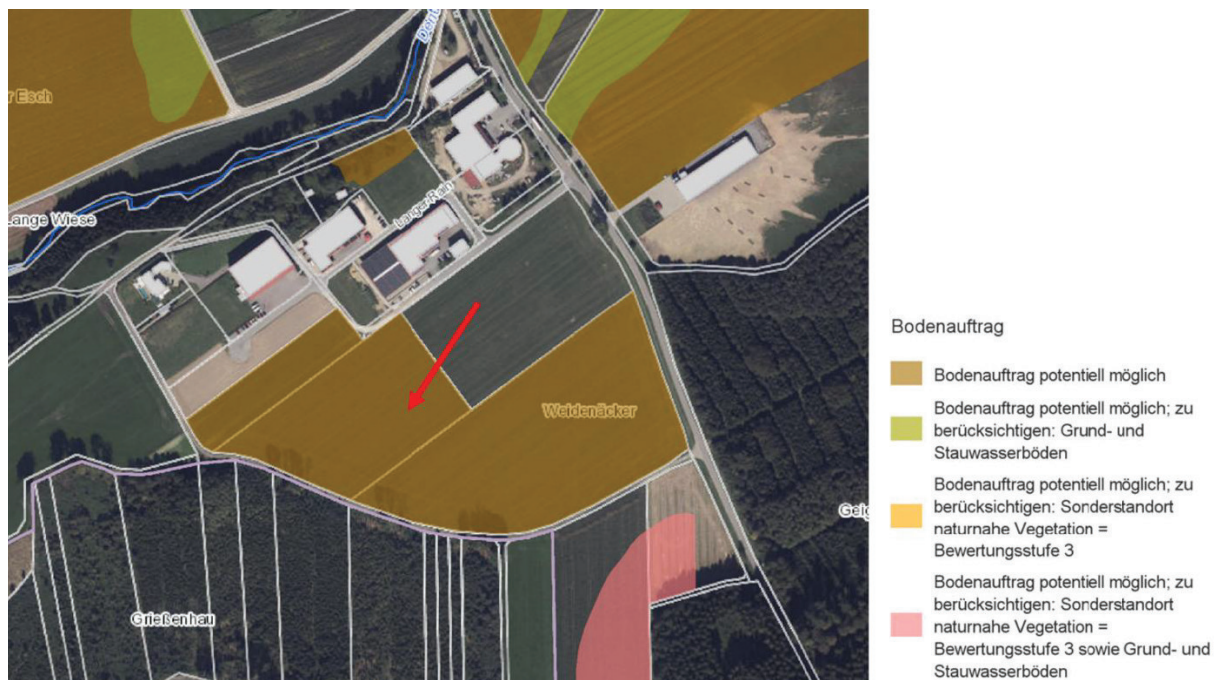 Dent
r Esch
Lange Wiese
Langer-Rain
Weidenäcker
Geig
Grießenhau
Bodenauftrag
Bodenauftrag potentiell möglich
Bodenauftrag potentiell möglich; zu
berücksichtigen: Grund- und
Stauwasserböden
Bodenauftrag potentiell möglich; zu
berücksichtigen: Sonderstandort
naturnahe Vegetation =
Bewertungsstufe 3
Bodenauftrag potentiell möglich; zu
berücksichtigen: Sonderstandort
naturnahe Vegetation =
Bewertungsstufe 3 sowie Grund- und
Stauwasserböden